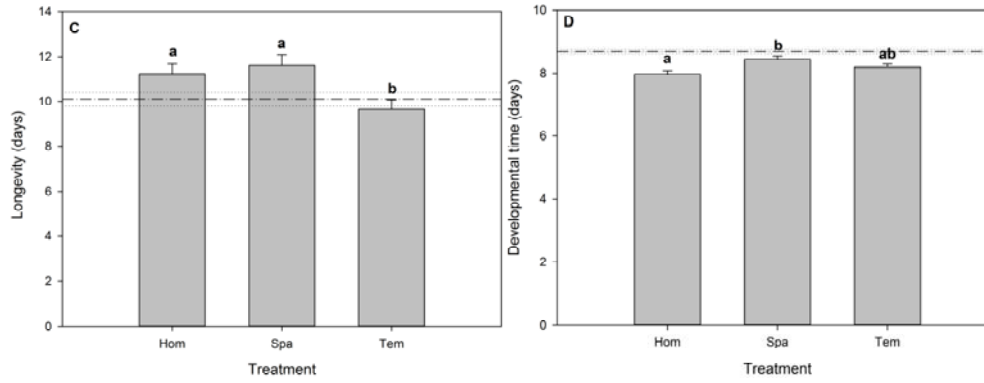 C
Longevity (days)
14
12
10
8
6
4
2
0
a
a
b
Hom Spa Tem
Treatment
D
Developmental time (days)
10
8
6
4
2
0
a
b
ab
Hom Spa Tem
Treatment